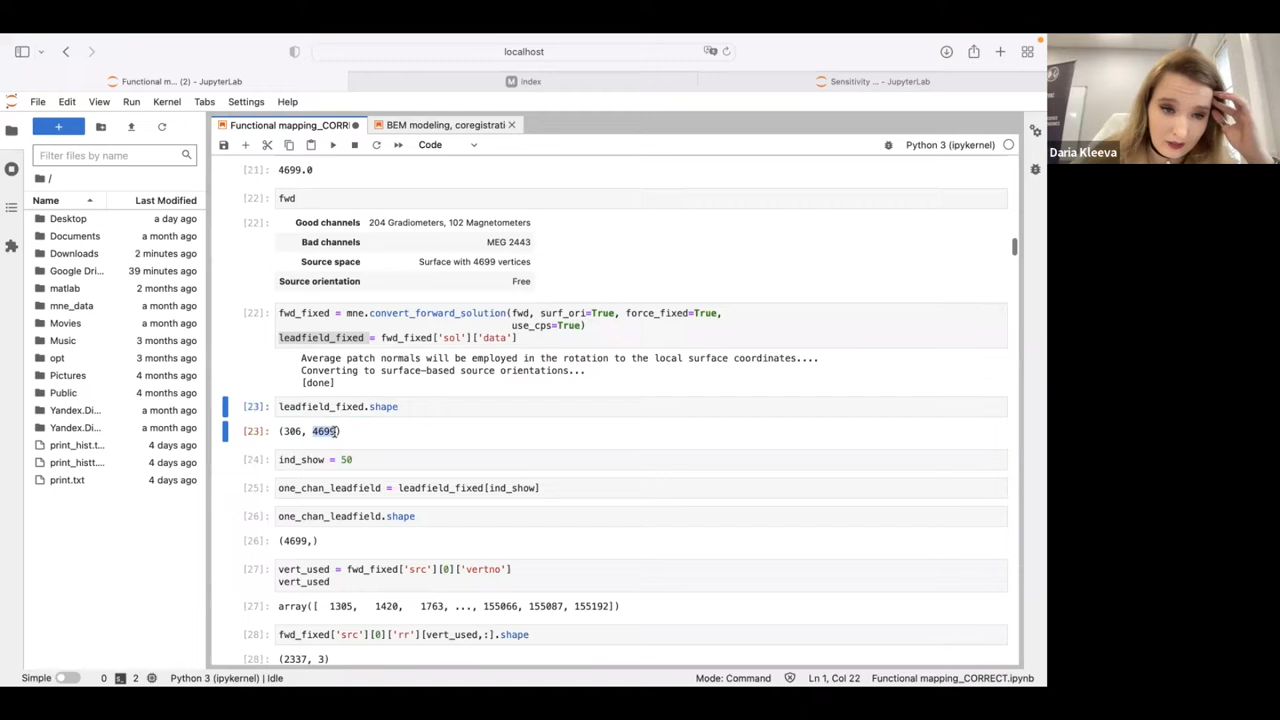 localhost
Functional m... (2) - JupyterLab
index
Sensitivity ... - JupyterLab
File Edit View Run Kernel Tabs Settings Help
Functional mapping_CORR
BEM modeling, coregistrati
Code
Python 3 (ipykernel)
Filter files by name
/
Name Last Modified
Desktop a day ago
Documents a month ago
Downloads 2 minutes ago
Google Dri... 39 minutes ago
matlab 2 months ago
mne_data a month ago
Movies a month ago
Music 3 months ago
opt a month ago
Pictures 4 months ago
Public 4 months ago
Yandex.Di... a month ago
Yandex.Di... a month ago
print_hist.t... 4 days ago
print_histt.... 4 days ago
print.txt 4 days ago
[21]: 4699.0
[22]: fwd
[22]: Good channels 204 Gradiometers, 102 Magnetometers
Bad channels MEG 2443
Source space Surface with 4699 vertices
Source orientation Free
[22]: fwd_fixed = mne.convert_forward_solution(fwd, surf_ori=True, force_fixed=True,
use_cps=True)
leadfield_fixed = fwd_fixed['sol']['data']
Average patch normals will be employed in the rotation to the local surface coordinates....
Converting to surface-based source orientations...
[done]
[23]: leadfield_fixed.shape
[23]: (306, 4699)
[24]: ind_show = 50
[25]: one_chan_leadfield = leadfield_fixed[ind_show]
[26]: one_chan_leadfield.shape
[26]: (4699,)
[27]: vert_used = fwd_fixed['src'][0]['vertno']
vert_used
[27]: array([ 1305, 1420, 1763, ..., 155066, 155087, 155192])
[28]: fwd_fixed['src'][0]['rr'][vert_used,:].shape
[28]: (2337, 3)
Simple 0 2 Python 3 (ipykernel) | Idle Mode: Command Ln 1, Col 22 Functional mapping_CORRECT.ipynb
Daria Kleeva